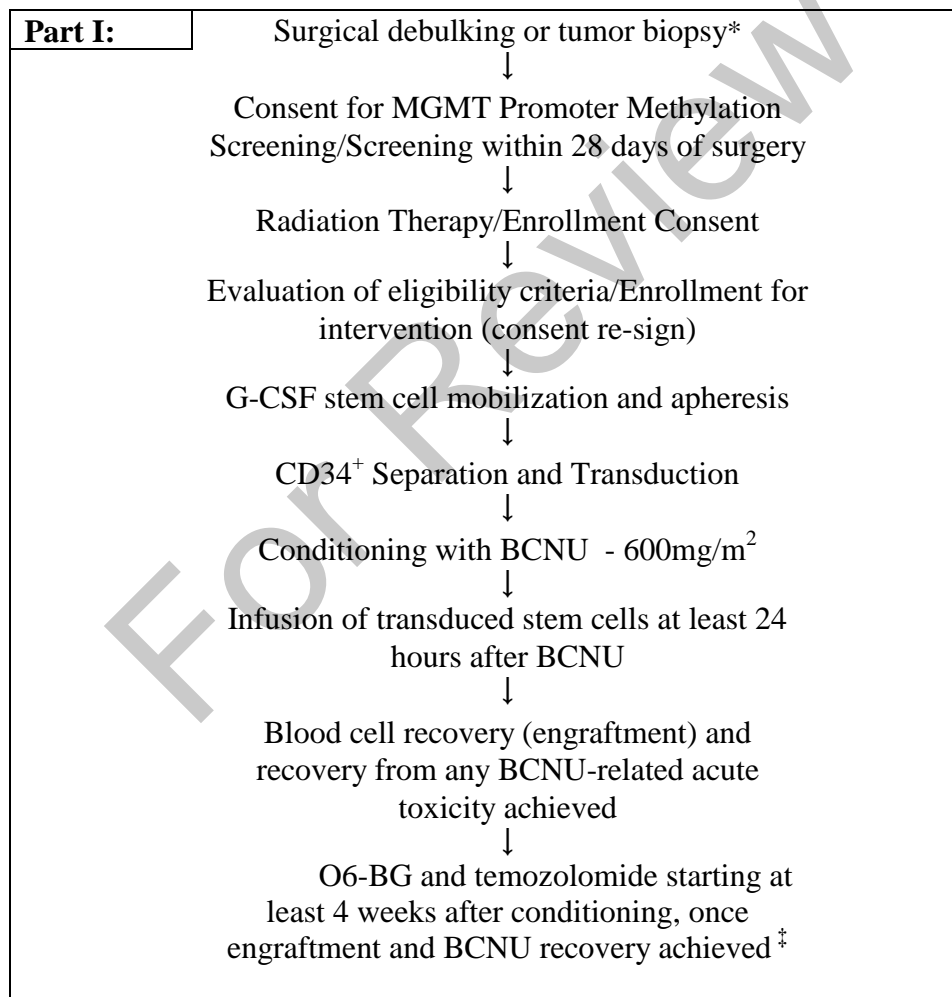 Part I:
Surgical debulking or tumor biopsy*
↓
Consent for MGMT Promoter Methylation
Screening/Screening within 28 days of surgery
↓
Radiation Therapy/Enrollment Consent
↓
Evaluation of eligibility criteria/Enrollment for
intervention (consent re-sign)
↓
G-CSF stem cell mobilization and apheresis
↓
CD34⁺ Separation and Transduction
↓
Conditioning with BCNU - 600mg/m²
↓
Infusion of transduced stem cells at least 24
hours after BCNU
↓
Blood cell recovery (engraftment) and
recovery from any BCNU-related acute
toxicity achieved
↓
O6-BG and temozolomide starting at
least 4 weeks after conditioning, once
engraftment and BCNU recovery achieved ‡
For Review